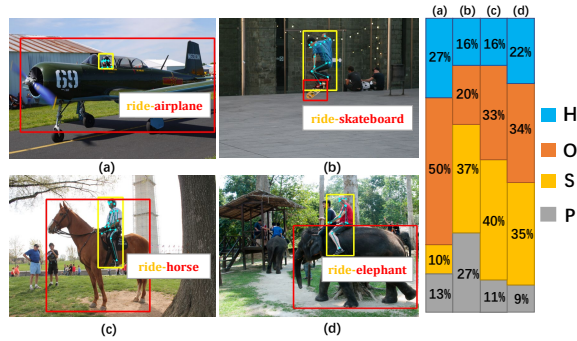 (a) (b) (c) (d)
69
ride-airplane
ride-skateboard
(a)
(b)
ride-horse
ride-elephant
(c)
(d)
27% 16% 16% 22%
50% 20% 33% 34%
10% 37% 40% 35%
13% 27% 11% 9%
H
O
S
P